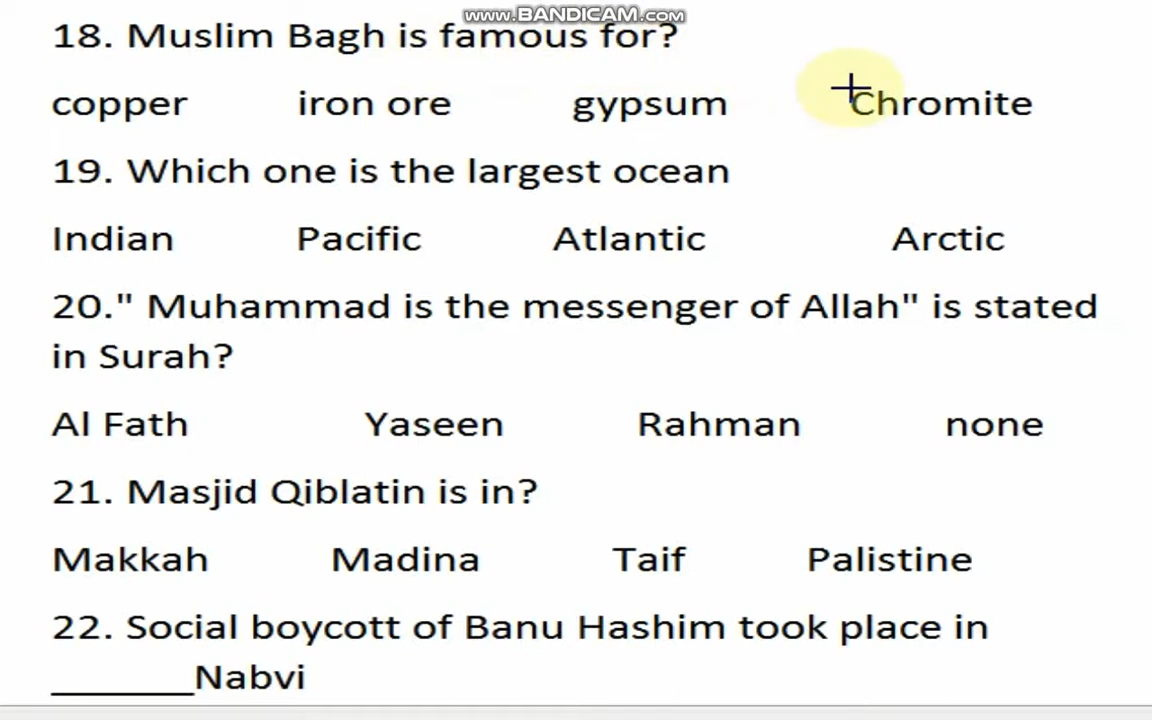 www.BANDICAM.com
18. Muslim Bagh is famous for?
copper iron ore gypsum Chromite
19. Which one is the largest ocean
Indian Pacific Atlantic Arctic
20." Muhammad is the messenger of Allah" is stated
in Surah?
Al Fath Yaseen Rahman none
21. Masjid Qiblatin is in?
Makkah Madina Taif Palistine
22. Social boycott of Banu Hashim took place in
_______Nabvi